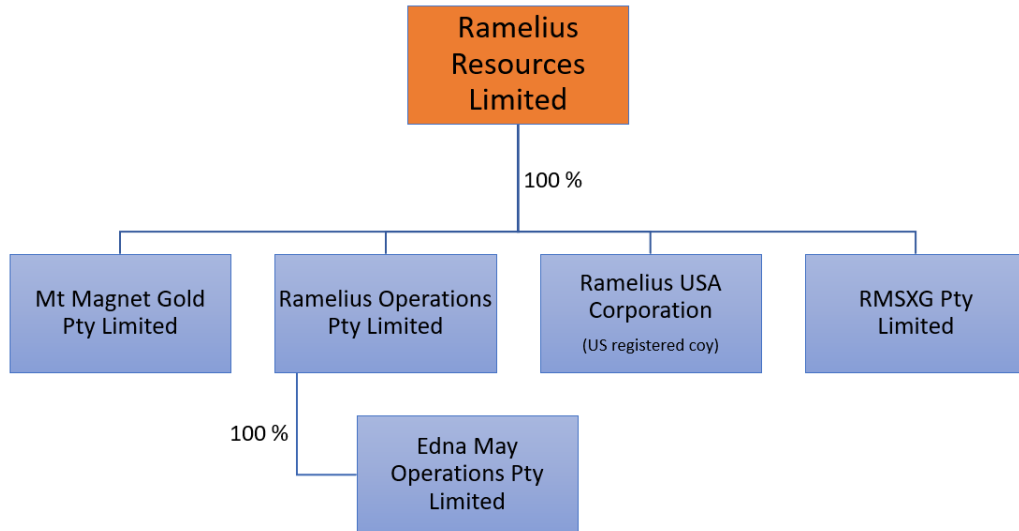 Ramelius
Resources
Limited
100 %
Mt Magnet Gold
Pty Limited
Ramelius Operations
Pty Limited
Ramelius USA
Corporation
(US registered coy)
RMSXG Pty
Limited
100 %
Edna May
Operations Pty
Limited